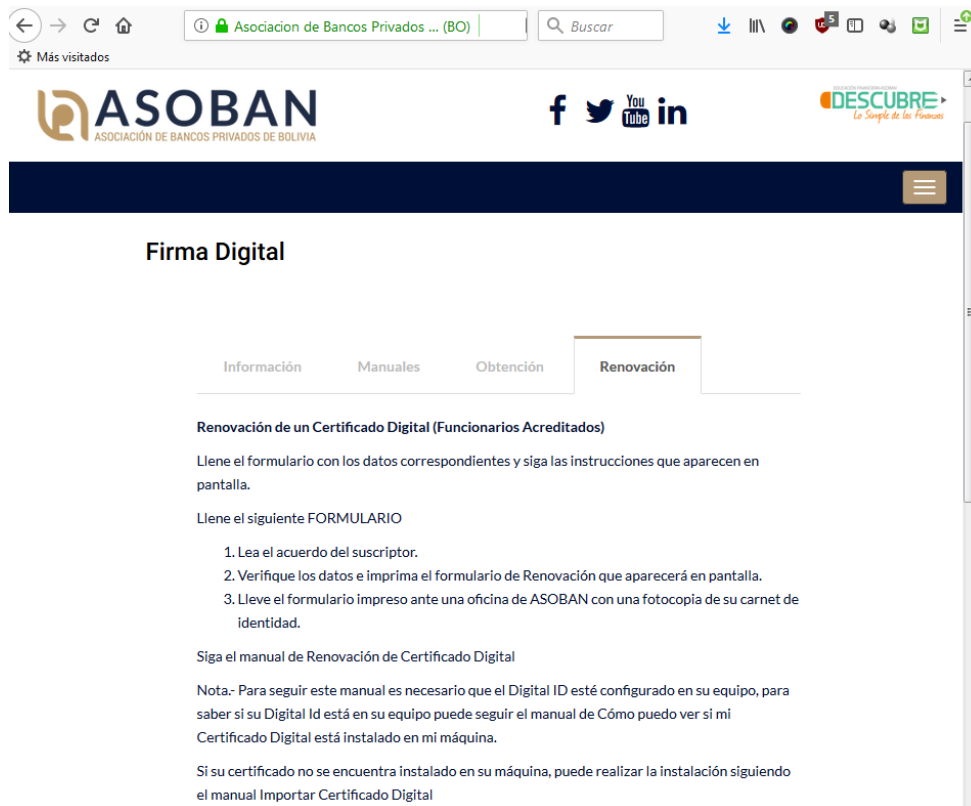 Asociacion de Bancos Privados ... (BO)
Buscar
5
Más visitados
ASOBAN
ASOCIACIÓN DE BANCOS PRIVADOS DE BOLIVIA
You
Tube
in
DESCUBRE
Lo Simple de las Finanzas
Firma Digital
Información Manuales Obtención Renovación
Renovación de un Certificado Digital (Funcionarios Acreditados)
Llene el formulario con los datos correspondientes y siga las instrucciones que aparecen en
pantalla.
Llene el siguiente FORMULARIO
1. Lea el acuerdo del suscriptor.
2. Verifique los datos e imprima el formulario de Renovación que aparecerá en pantalla.
3. Lleve el formulario impreso ante una oficina de ASOBAN con una fotocopia de su carnet de
identidad.
Siga el manual de Renovación de Certificado Digital
Nota.- Para seguir este manual es necesario que el Digital ID esté configurado en su equipo, para
saber si su Digital Id está en su equipo puede seguir el manual de Cómo puedo ver si mi
Certificado Digital está instalado en mi máquina.
Si su certificado no se encuentra instalado en su máquina, puede realizar la instalación siguiendo
el manual Importar Certificado Digital